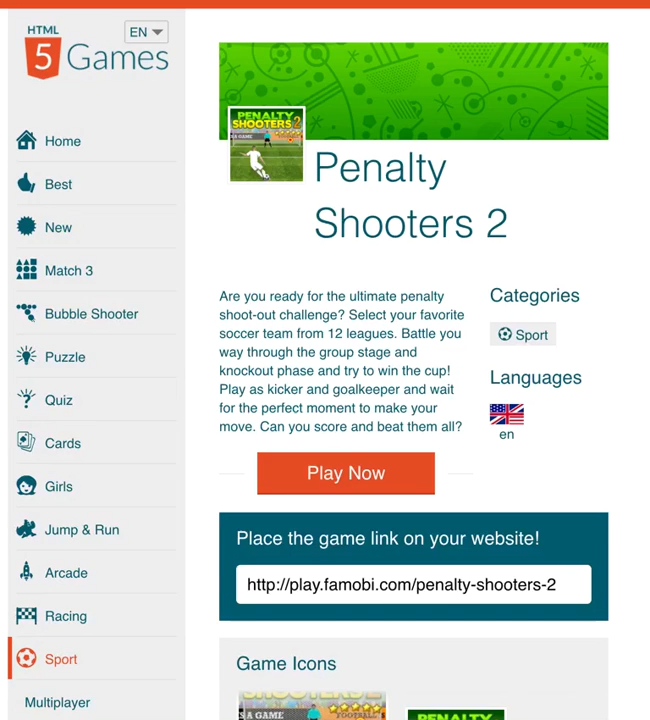 HTML
5 Games
EN
Home
Best
New
Match 3
Bubble Shooter
Puzzle
Quiz
Cards
Girls
Jump & Run
Arcade
Racing
Sport
Multiplayer
PENALTY
SHOOTERS 2
Penalty
Shooters 2
Are you ready for the ultimate penalty
shoot-out challenge? Select your favorite
soccer team from 12 leagues. Battle you
way through the group stage and
knockout phase and try to win the cup!
Play as kicker and goalkeeper and wait
for the perfect moment to make your
move. Can you score and beat them all?
Categories
Sport
Languages
en
Play Now
Place the game link on your website!
http://play.famobi.com/penalty-shooters-2
Game Icons
SHOOTERS 2
S A GAME
FOOTBALL
PENALTY